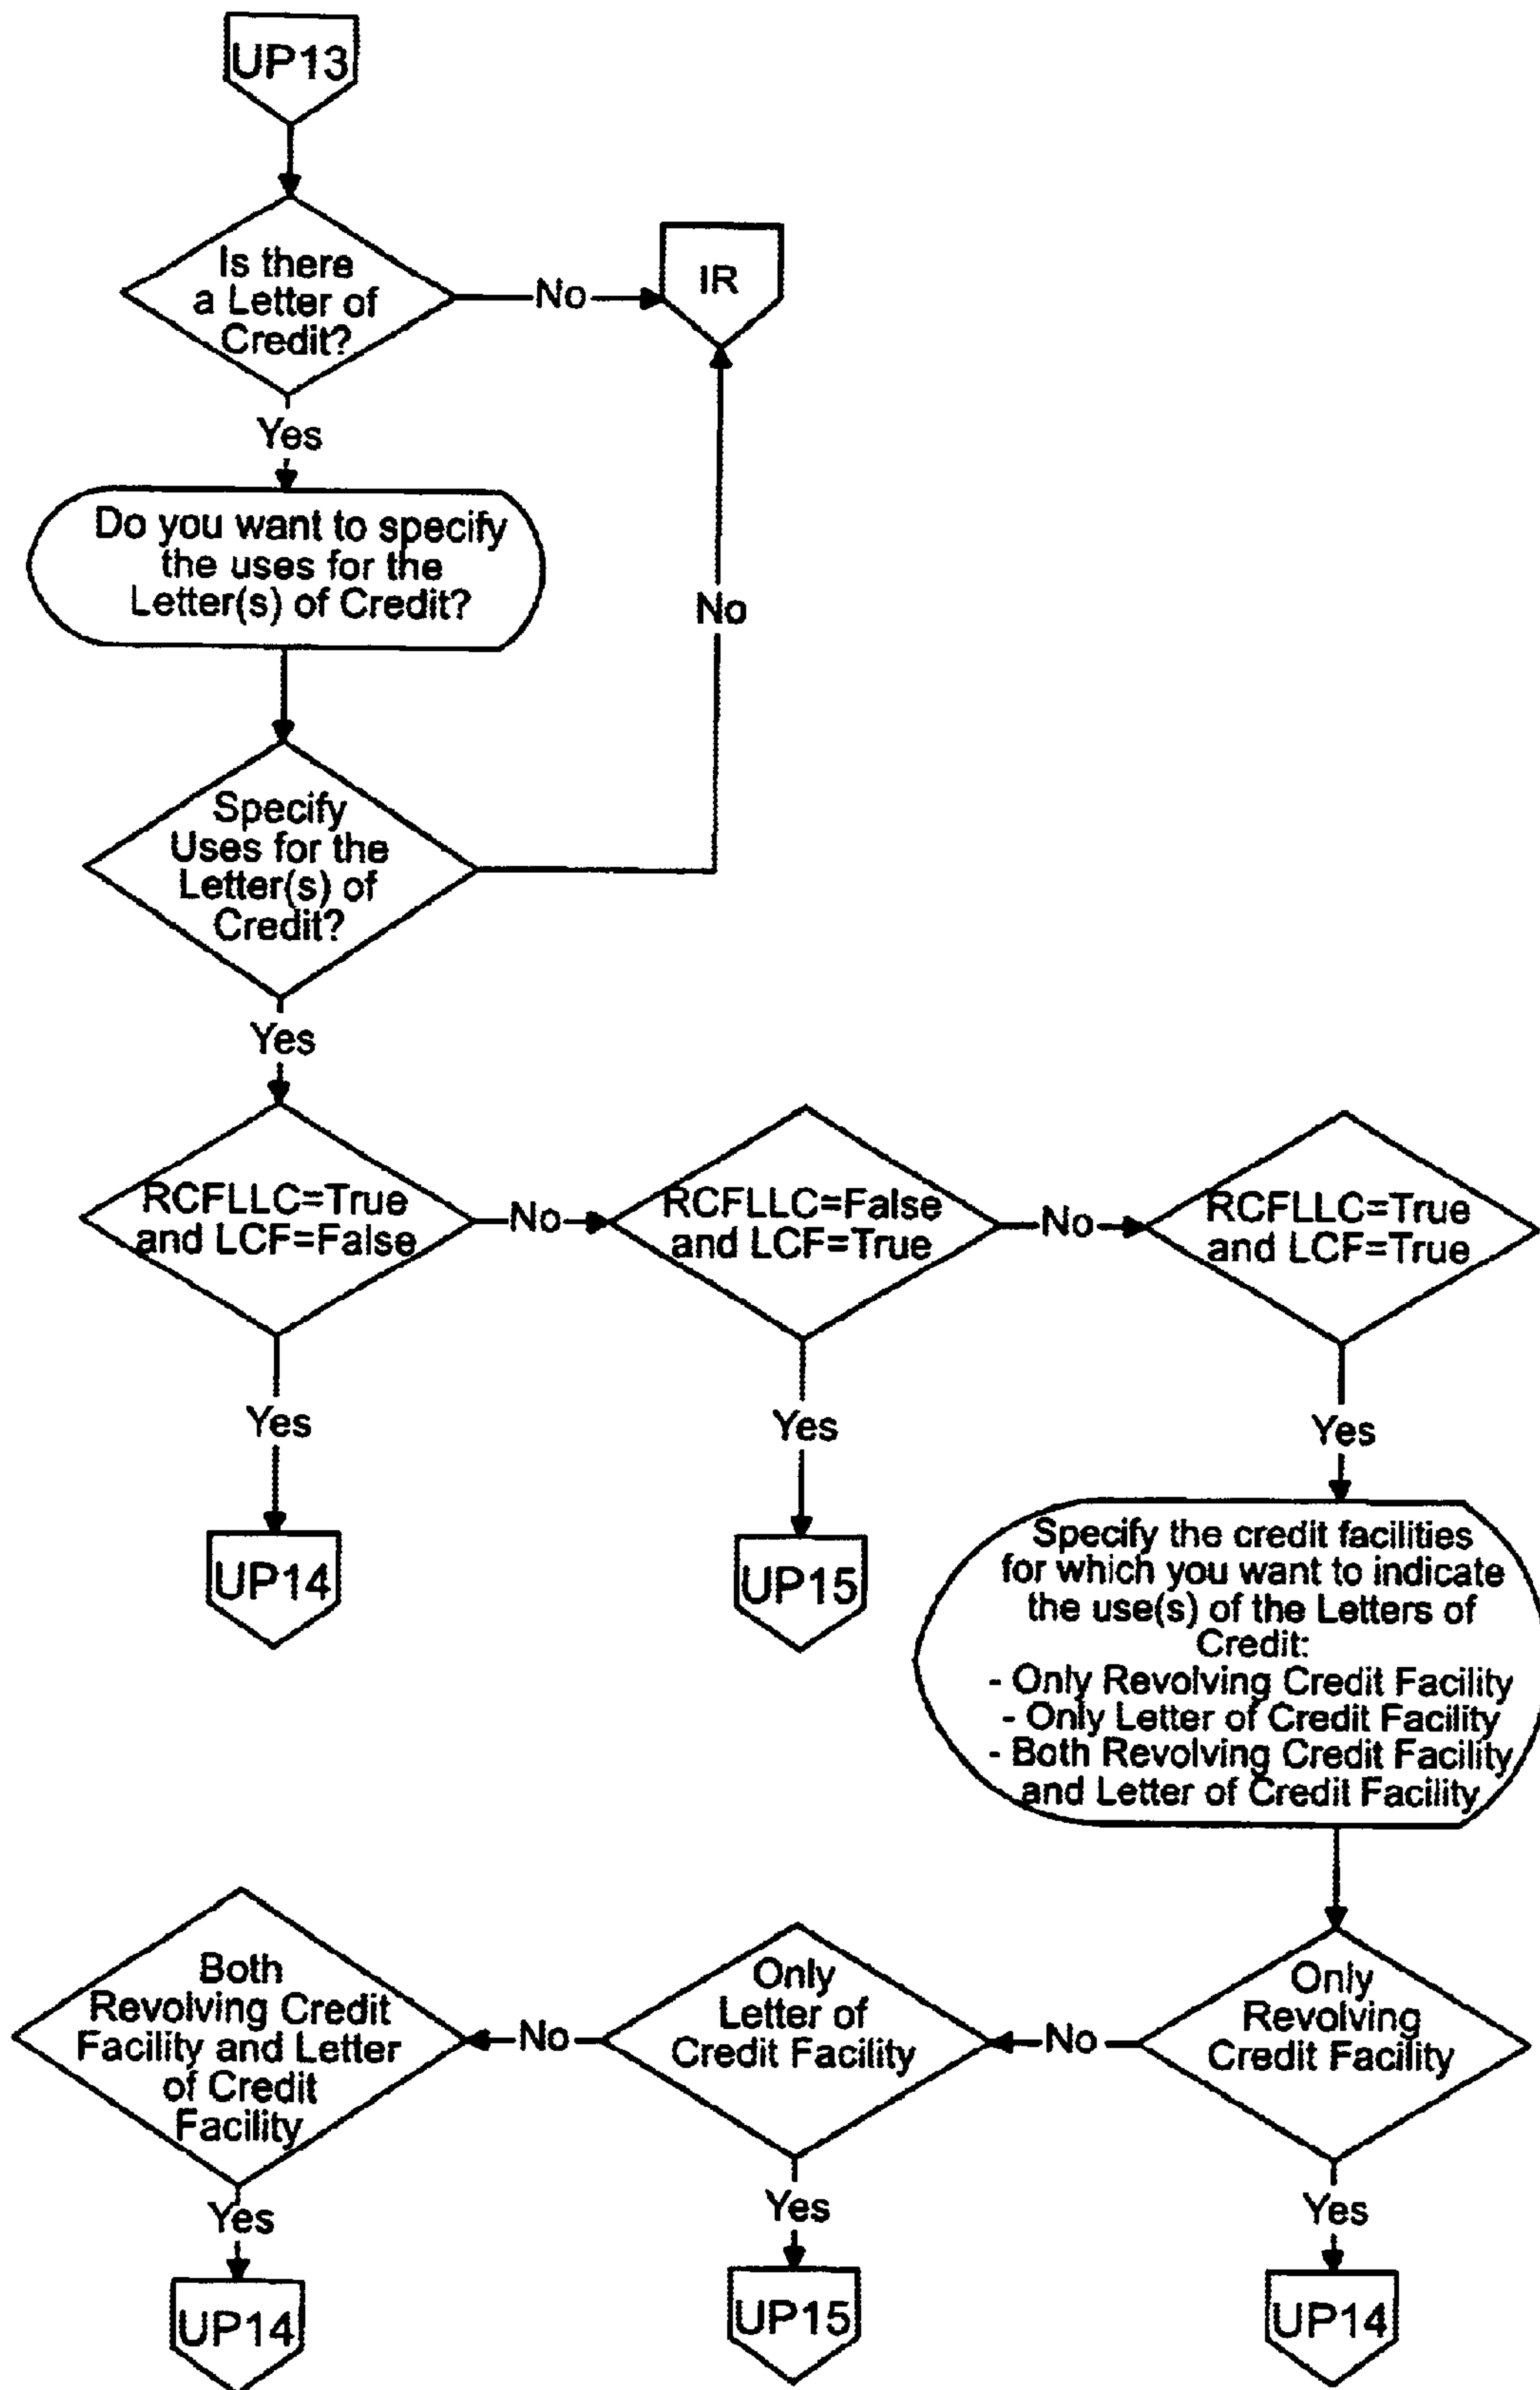 UP13
Is there
a Letter of
Credit?
No
IR
Yes
Do you want to specify
the uses for the
Letter(s) of Credit?
No
Specify
Uses for the
Letter(s) of
Credit?
Yes
RCFLLC=True
and LCF=False
No
RCFLLC=False
and LCF=True
No
RCFLLC=True
and LCF=True
Yes
Yes
Yes
UP14
UP15
Specify the credit facilities
for which you want to indicate
the use(s) of the Letters of
Credit:
- Only Revolving Credit Facility
- Only Letter of Credit Facility
- Both Revolving Credit Facility
and Letter of Credit Facility
Both
Revolving Credit
Facility and Letter
of Credit
Facility
No
Only
Letter of
Credit Facility
No
Only
Revolving
Credit Facility
Yes
Yes
Yes
UP14
UP15
UP14